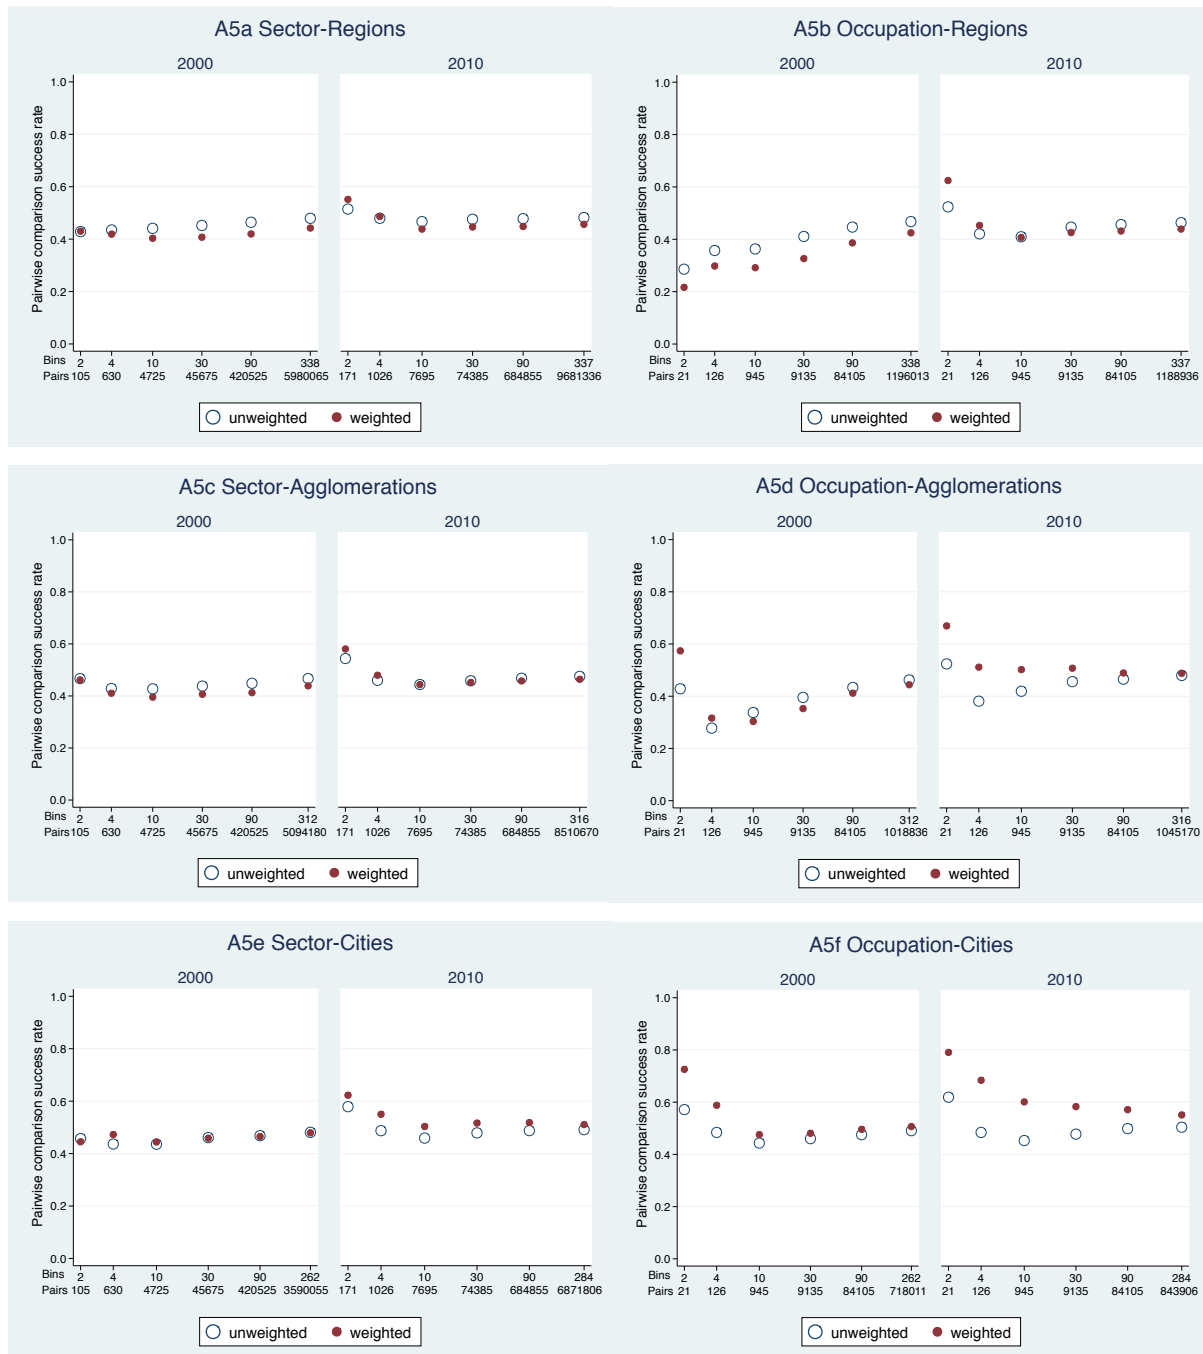 A5a Sector-Regions
2000 2010
Pairwise comparison success rate
1.0
0.8
0.6
0.4
0.2
0.0
Bins 2 4 10 30 90 338 2 4 10 30 90 337
Pairs 105 630 4725 45675 420525 5980065 171 1026 7695 74385 684855 9681336
unweighted weighted
A5b Occupation-Regions
2000 2010
Pairwise comparison success rate
1.0
0.8
0.6
0.4
0.2
0.0
Bins 2 4 10 30 90 338 2 4 10 30 90 337
Pairs 21 126 945 9135 84105 1196013 21 126 945 9135 84105 1188936
unweighted weighted
A5c Sector-Agglomerations
2000 2010
Pairwise comparison success rate
1.0
0.8
0.6
0.4
0.2
0.0
Bins 2 4 10 30 90 312 2 4 10 30 90 316
Pairs 105 630 4725 45675 420525 5094180 171 1026 7695 74385 684855 8510670
unweighted weighted
A5d Occupation-Agglomerations
2000 2010
Pairwise comparison success rate
1.0
0.8
0.6
0.4
0.2
0.0
Bins 2 4 10 30 90 312 2 4 10 30 90 316
Pairs 21 126 945 9135 84105 1018836 21 126 945 9135 84105 1045170
unweighted weighted
A5e Sector-Cities
2000 2010
Pairwise comparison success rate
1.0
0.8
0.6
0.4
0.2
0.0
Bins 2 4 10 30 90 262 2 4 10 30 90 284
Pairs 105 630 4725 45675 420525 3590055 171 1026 7695 74385 684855 6871806
unweighted weighted
A5f Occupation-Cities
2000 2010
Pairwise comparison success rate
1.0
0.8
0.6
0.4
0.2
0.0
Bins 2 4 10 30 90 262 2 4 10 30 90 284
Pairs 21 126 945 9135 84105 718011 21 126 945 9135 84105 843906
unweighted weighted